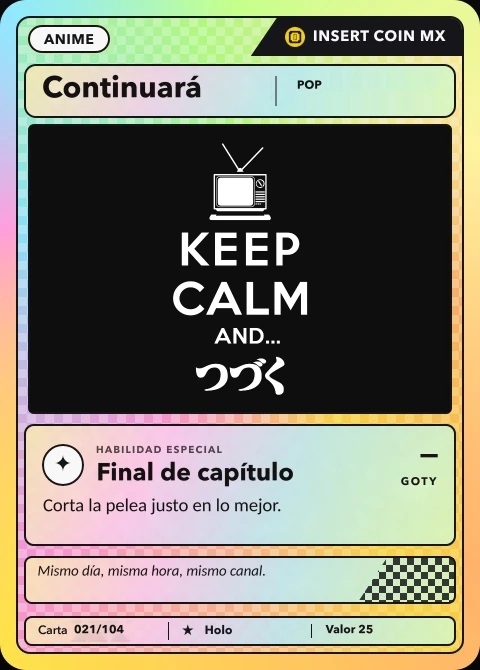 ANIME
INSERT COIN MX
Continuará
POP
KEEP
CALM
AND...
つづく
HABILIDAD ESPECIAL
Final de capítulo
GOTY
Corta la pelea justo en lo mejor.
Mismo día, misma hora, mismo canal.
Carta 021/104 ★ Holo Valor 25